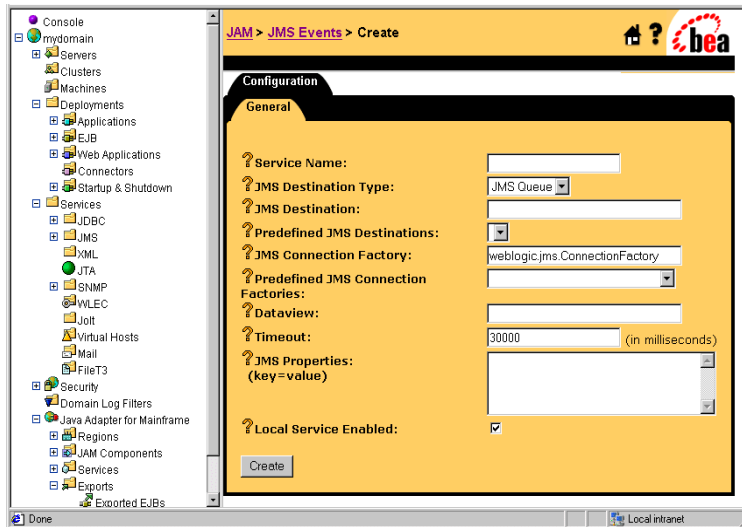 Console
mydomain
Servers
Clusters
Machines
Deployments
Applications
EJB
Web Applications
Connectors
Startup & Shutdown
Services
JDBC
JMS
XML
JTA
SNMP
WLEC
Jolt
Virtual Hosts
Mail
FileT3
Security
Domain Log Filters
Java Adapter for Mainframe
Regions
JAM Components
Services
Exports
Exported EJBs
JAM > JMS Events > Create
? bea
Configuration
General
? Service Name:
? JMS Destination Type: JMS Queue
? JMS Destination:
? Predefined JMS Destinations:
? JMS Connection Factory: weblogic.jms.ConnectionFactory
? Predefined JMS Connection
Factories:
? Dataview:
? Timeout: 30000 (in milliseconds)
? JMS Properties:
(key=value)
? Local Service Enabled:
Create
Done
Local intranet